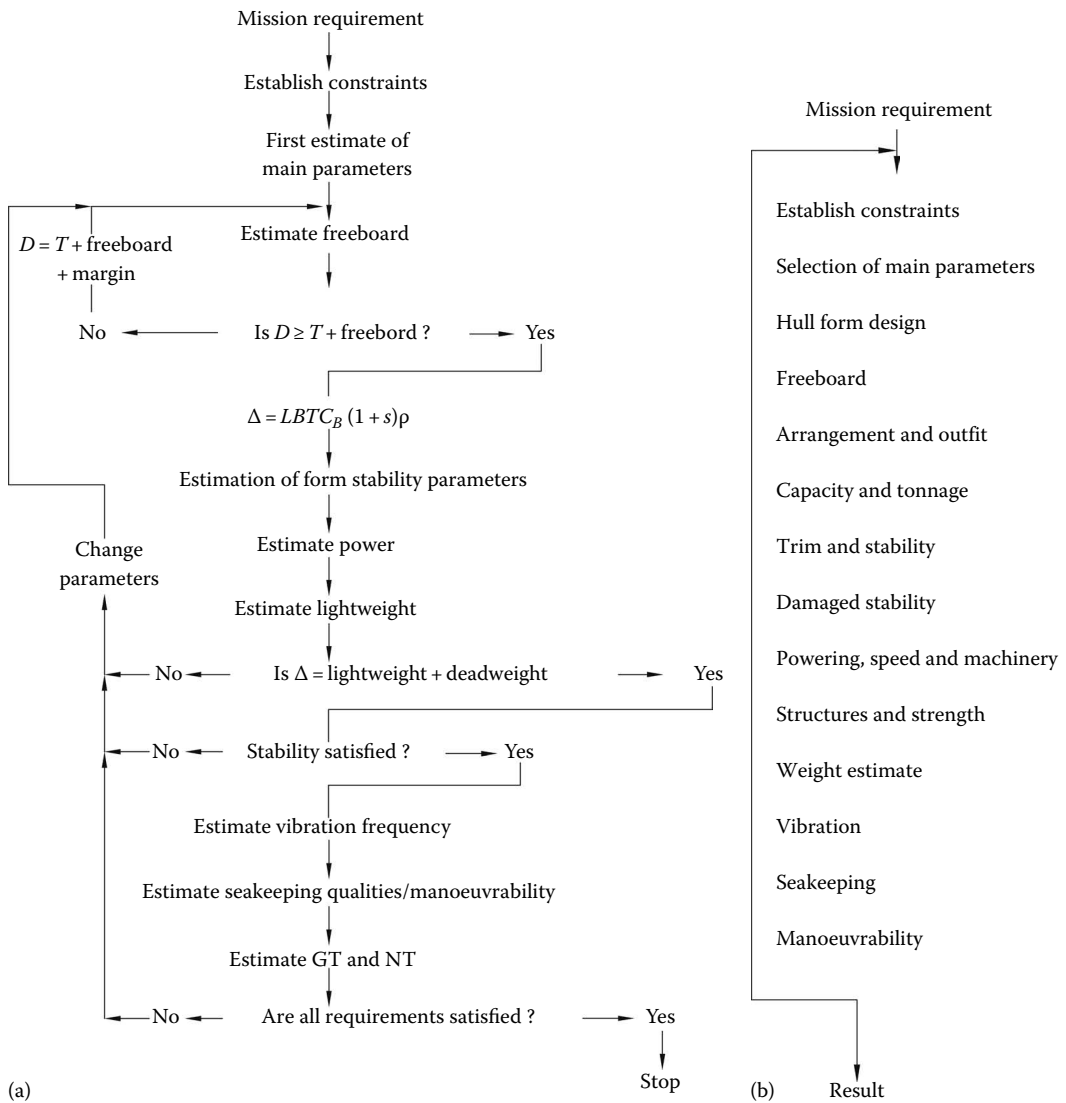 Mission requirement
Establish constraints
First estimate of
main parameters
Estimate freeboard
D = T + freeboard
+ margin
No
Is D ≥ T + freebord ?
Yes
Δ = LBTC_B (1 + s)ρ
Estimation of form stability parameters
Estimate power
Change
parameters
Estimate lightweight
No
Is Δ = lightweight + deadweight
Yes
No
Stability satisfied ?
Yes
Estimate vibration frequency
Estimate seakeeping qualities/manoeuvrability
Estimate GT and NT
No
Are all requirements satisfied ?
Yes
Stop
(a)
Mission requirement
Establish constraints
Selection of main parameters
Hull form design
Freeboard
Arrangement and outfit
Capacity and tonnage
Trim and stability
Damaged stability
Powering, speed and machinery
Structures and strength
Weight estimate
Vibration
Seakeeping
Manoeuvrability
(b)
Result